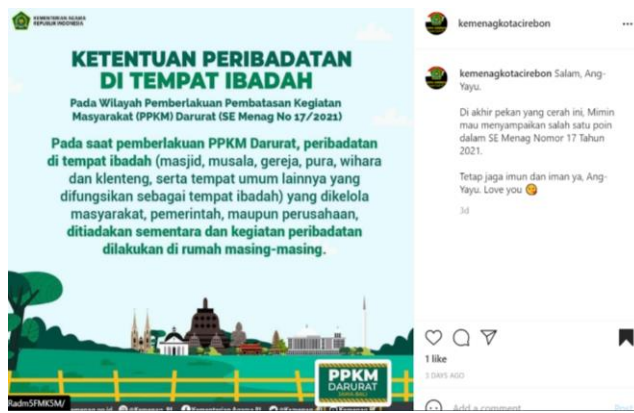 KEMENTERIAN AGAMA
REPUBLIK INDONESIA
KETENTUAN PERIBADATAN
DI TEMPAT IBADAH
Pada Wilayah Pemberlakuan Pembatasan Kegiatan
Masyarakat (PPKM) Darurat (SE Menag No 17/2021)
Pada saat pemberlakuan PPKM Darurat, peribadatan
di tempat ibadah (masjid, musala, gereja, pura, wihara
dan klenteng, serta tempat umum lainnya yang
difungsikan sebagai tempat ibadah) yang dikelola
masyarakat, pemerintah, maupun perusahaan,
ditiadakan sementara dan kegiatan peribadatan
dilakukan di rumah masing-masing.
PPKM
DARURAT
JAWA-BALI
Radm5FMK5M/
kemenagkotacirebon
kemenagkotacirebon Salam, Ang-
Yayu.
Di akhir pekan yang cerah ini, Mimin
mau menyampaikan salah satu poin
dalam SE Menag Nomor 17 Tahun
2021.
Tetap jaga imun dan iman ya, Ang-
Yayu. Love you 😘
3d
1 like
3 DAYS AGO
Add a comment